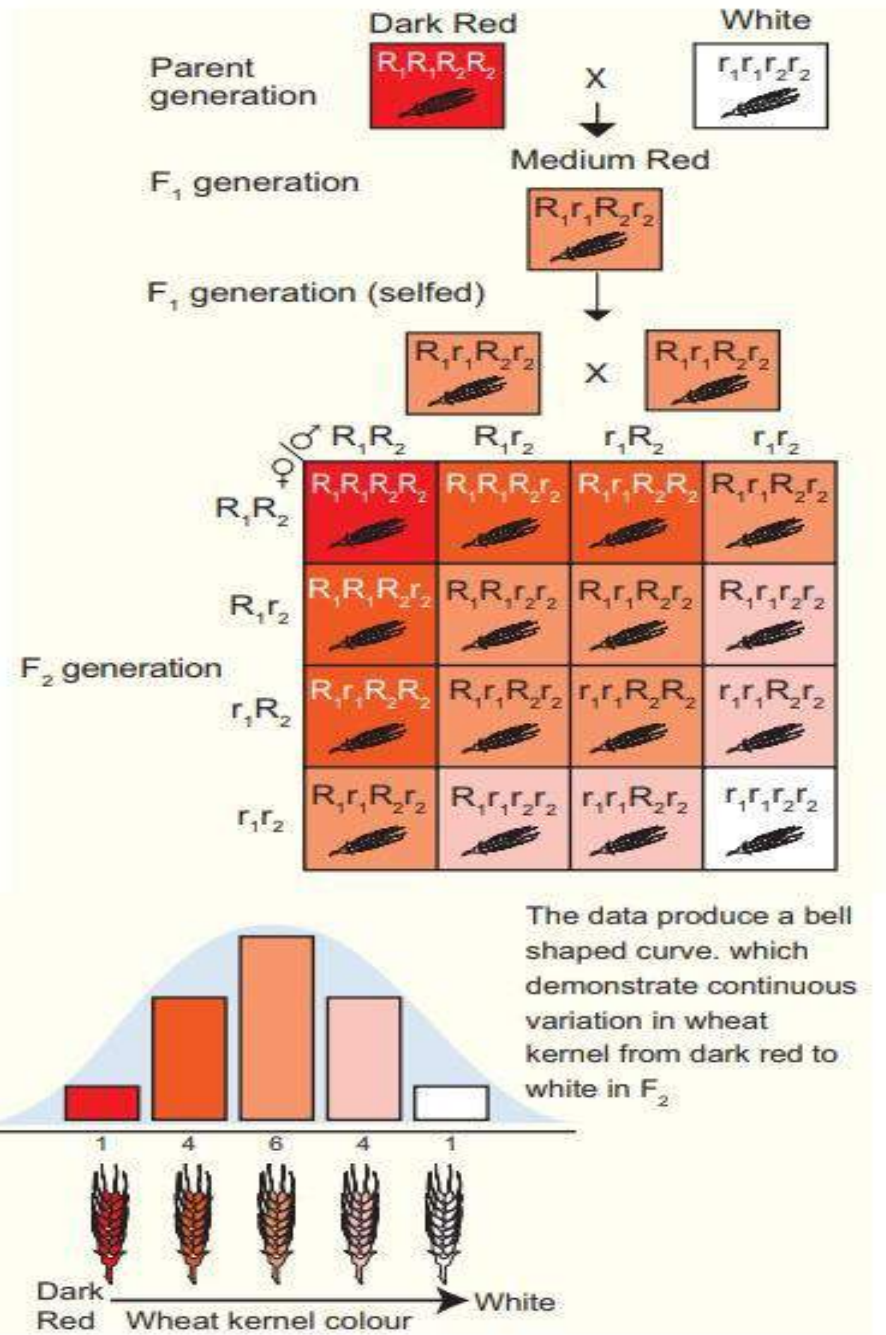 Dark Red White
Parent
generation
R₁R₁R₂R₂ X r₁r₁r₂r₂
Medium Red
F₁ generation
R₁r₁R₂r₂
F₁ generation (selfed)
R₁r₁R₂r₂ X R₁r₁R₂r₂
♀/♂ R₁R₂ R₁r₂ r₁R₂ r₁r₂
R₁R₂ R₁R₁R₂R₂ R₁R₁R₂r₂ R₁r₁R₂R₂ R₁r₁R₂r₂
R₁r₂ R₁R₁R₂r₂ R₁R₁r₂r₂ R₁r₁R₂r₂ R₁r₁r₂r₂
F₂ generation
r₁R₂ R₁r₁R₂R₂ R₁r₁R₂r₂ r₁r₁R₂R₂ r₁r₁R₂r₂
r₁r₂ R₁r₁R₂r₂ R₁r₁r₂r₂ r₁r₁R₂r₂ r₁r₁r₂r₂
The data produce a bell
shaped curve. which
demonstrate continuous
variation in wheat
kernel from dark red to
white in F₂
1 4 6 4 1
Dark
Red Wheat kernel colour White